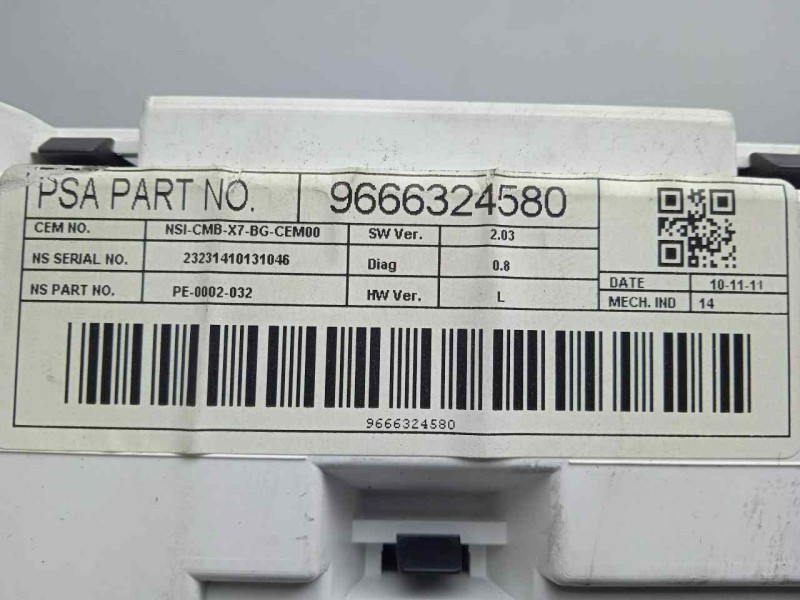 PSA PART NO. 9666324580
CEM NO. NSI-CMB-X7-BG-CEM00 SW Ver. 2.03
NS SERIAL NO. 23231410131046 Diag 0.8
NS PART NO. PE-0002-032 HW Ver. L
DATE 10-11-11
MECH. IND 14
9666324580